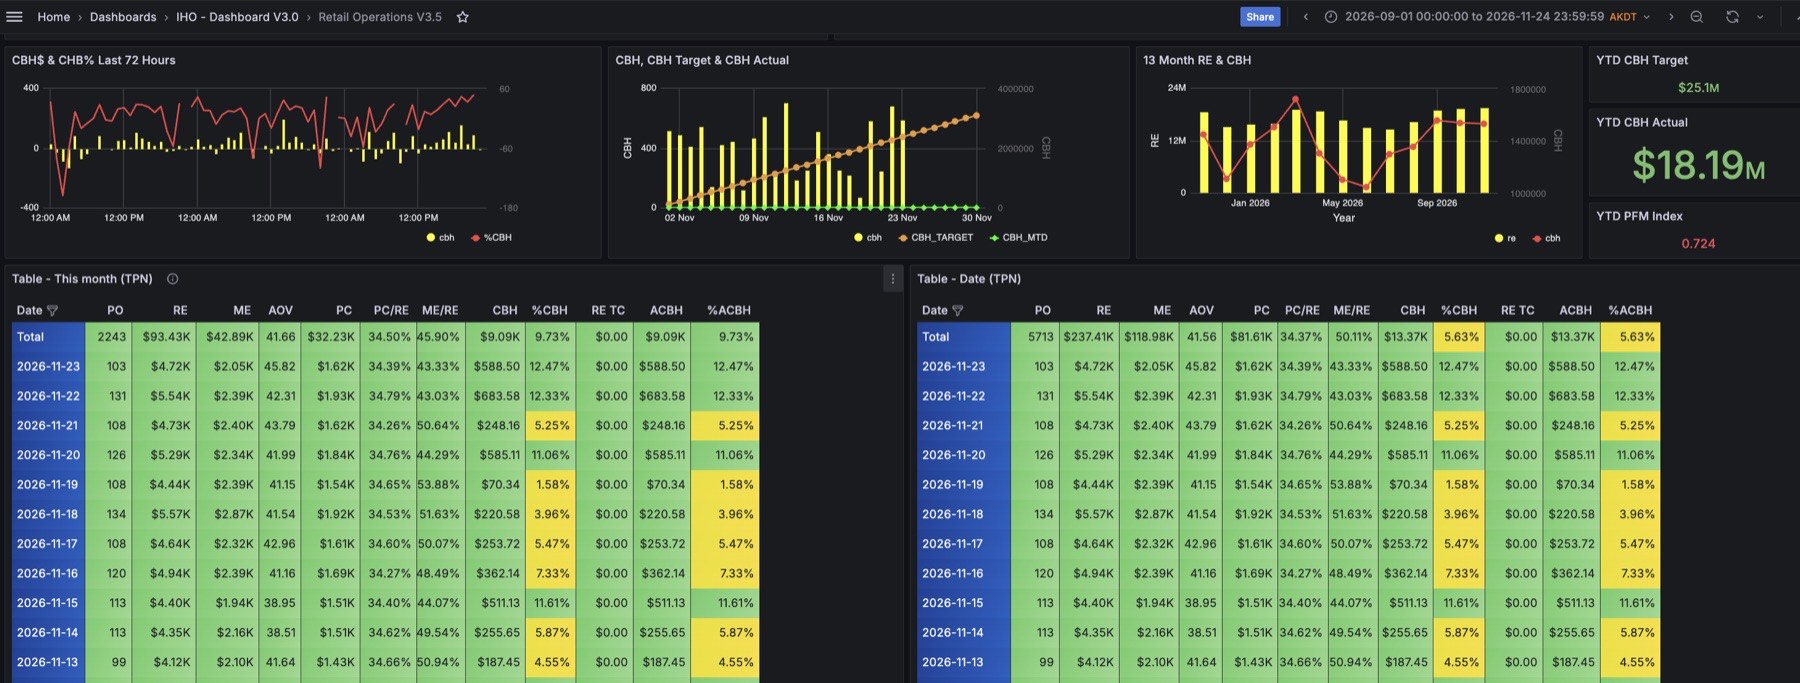 Home › Dashboards › IHO - Dashboard V3.0 › Retail Operations V3.5
Share
2026-09-01 00:00:00 to 2026-11-24 23:59:59 AKDT
CBH$ & CHB% Last 72 Hours
400
0
-400
60
-60
-180
12:00 AM 12:00 PM 12:00 AM 12:00 PM 12:00 AM 12:00 PM
cbh %CBH
CBH, CBH Target & CBH Actual
800
400
0
CBH
4000000
2000000
0
CBH
02 Nov 09 Nov 16 Nov 23 Nov 30 Nov
cbh CBH_TARGET CBH_MTD
13 Month RE & CBH
24M
12M
0
RE
1800000
1400000
1000000
CBH
Jan 2026 May 2026 Sep 2026
Year
re cbh
YTD CBH Target
$25.1M
YTD CBH Actual
$18.19M
YTD PFM Index
0.724
Table - This month (TPN)
Date PO RE ME AOV PC PC/RE ME/RE CBH %CBH RE TC ACBH %ACBH
Total 2243 $93.43K $42.89K 41.66 $32.23K 34.50% 45.90% $9.09K 9.73% $0.00 $9.09K 9.73%
2026-11-23 103 $4.72K $2.05K 45.82 $1.62K 34.39% 43.33% $588.50 12.47% $0.00 $588.50 12.47%
2026-11-22 131 $5.54K $2.39K 42.31 $1.93K 34.79% 43.03% $683.58 12.33% $0.00 $683.58 12.33%
2026-11-21 108 $4.73K $2.40K 43.79 $1.62K 34.26% 50.64% $248.16 5.25% $0.00 $248.16 5.25%
2026-11-20 126 $5.29K $2.34K 41.99 $1.84K 34.76% 44.29% $585.11 11.06% $0.00 $585.11 11.06%
2026-11-19 108 $4.44K $2.39K 41.15 $1.54K 34.65% 53.88% $70.34 1.58% $0.00 $70.34 1.58%
2026-11-18 134 $5.57K $2.87K 41.54 $1.92K 34.53% 51.63% $220.58 3.96% $0.00 $220.58 3.96%
2026-11-17 108 $4.64K $2.32K 42.96 $1.61K 34.60% 50.07% $253.72 5.47% $0.00 $253.72 5.47%
2026-11-16 120 $4.94K $2.39K 41.16 $1.69K 34.27% 48.49% $362.14 7.33% $0.00 $362.14 7.33%
2026-11-15 113 $4.40K $1.94K 38.95 $1.51K 34.40% 44.07% $511.13 11.61% $0.00 $511.13 11.61%
2026-11-14 113 $4.35K $2.16K 38.51 $1.51K 34.62% 49.54% $255.65 5.87% $0.00 $255.65 5.87%
2026-11-13 99 $4.12K $2.10K 41.64 $1.43K 34.66% 50.94% $187.45 4.55% $0.00 $187.45 4.55%
Table - Date (TPN)
Date PO RE ME AOV PC PC/RE ME/RE CBH %CBH RE TC ACBH %ACBH
Total 5713 $237.41K $118.98K 41.56 $81.61K 34.37% 50.11% $13.37K 5.63% $0.00 $13.37K 5.63%
2026-11-23 103 $4.72K $2.05K 45.82 $1.62K 34.39% 43.33% $588.50 12.47% $0.00 $588.50 12.47%
2026-11-22 131 $5.54K $2.39K 42.31 $1.93K 34.79% 43.03% $683.58 12.33% $0.00 $683.58 12.33%
2026-11-21 108 $4.73K $2.40K 43.79 $1.62K 34.26% 50.64% $248.16 5.25% $0.00 $248.16 5.25%
2026-11-20 126 $5.29K $2.34K 41.99 $1.84K 34.76% 44.29% $585.11 11.06% $0.00 $585.11 11.06%
2026-11-19 108 $4.44K $2.39K 41.15 $1.54K 34.65% 53.88% $70.34 1.58% $0.00 $70.34 1.58%
2026-11-18 134 $5.57K $2.87K 41.54 $1.92K 34.53% 51.63% $220.58 3.96% $0.00 $220.58 3.96%
2026-11-17 108 $4.64K $2.32K 42.96 $1.61K 34.60% 50.07% $253.72 5.47% $0.00 $253.72 5.47%
2026-11-16 120 $4.94K $2.39K 41.16 $1.69K 34.27% 48.49% $362.14 7.33% $0.00 $362.14 7.33%
2026-11-15 113 $4.40K $1.94K 38.95 $1.51K 34.40% 44.07% $511.13 11.61% $0.00 $511.13 11.61%
2026-11-14 113 $4.35K $2.16K 38.51 $1.51K 34.62% 49.54% $255.65 5.87% $0.00 $255.65 5.87%
2026-11-13 99 $4.12K $2.10K 41.64 $1.43K 34.66% 50.94% $187.45 4.55% $0.00 $187.45 4.55%